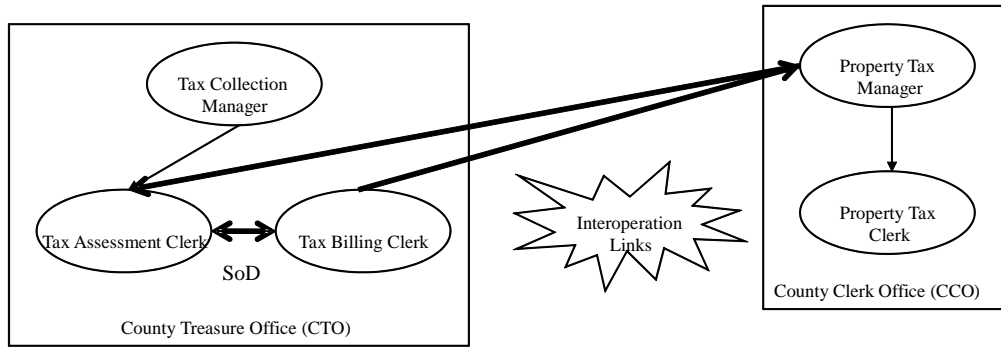 Tax Collection
Manager
Tax Assessment Clerk
Tax Billing Clerk
SoD
County Treasure Office (CTO)
Interoperation
Links
Property Tax
Manager
Property Tax
Clerk
County Clerk Office (CCO)